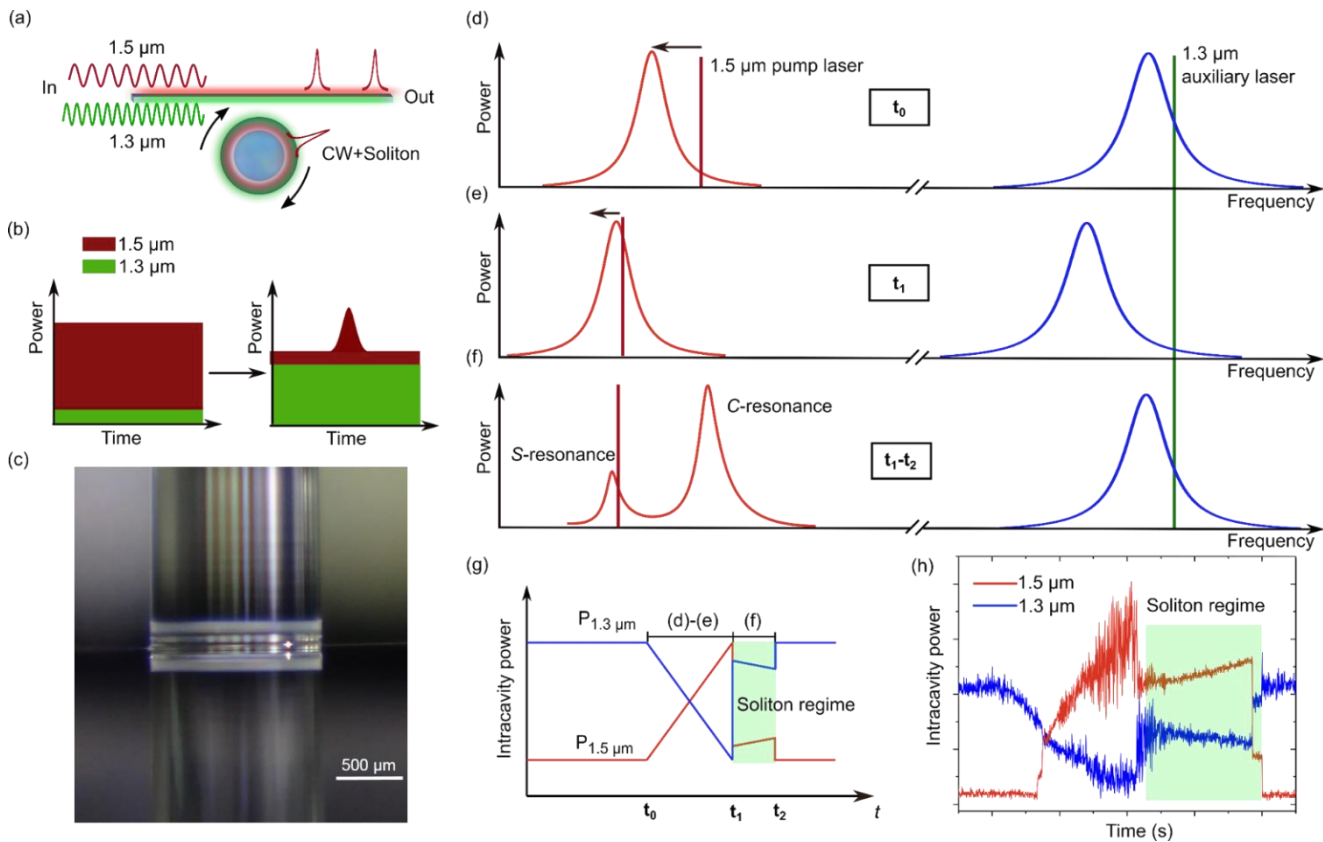 (a)
1.5 μm
In
Out
1.3 μm
CW+Soliton
(b)
1.5 μm
1.3 μm
Power
Time
Power
Time
(c)
500 μm
(d)
Power
1.5 μm pump laser
t0
1.3 μm
auxiliary laser
Frequency
(e)
Power
t1
Frequency
(f)
Power
S-resonance
C-resonance
t1-t2
Frequency
(g)
Intracavity power
P1.3 μm
(d)-(e)
(f)
Soliton regime
P1.5 μm
t0
t1
t2
t
(h)
Intracavity power
1.5 μm
1.3 μm
Soliton regime
Time (s)